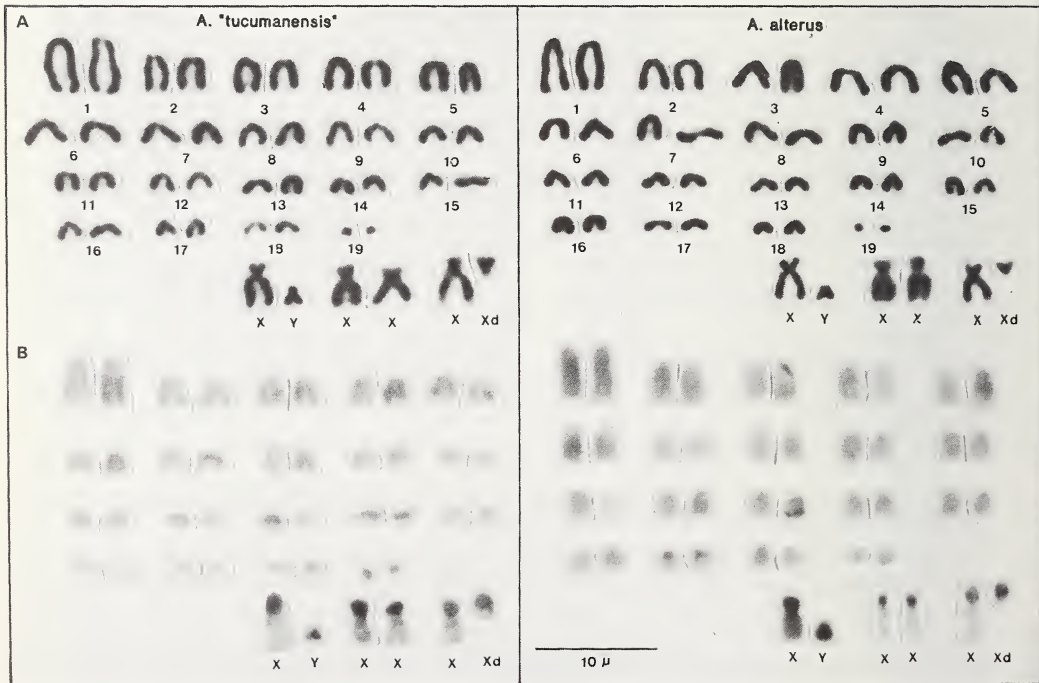 A
A. "tucumanensis"
1 2 3 4 5
6 7 8 9 10
11 12 13 14 15
16 17 18 19
X Y X X X Xd
B
X Y X X X Xd
A. alterus
1 2 3 4 5
6 7 8 9 10
11 12 13 14 15
16 17 18 19
X Y X X X Xd
10 µ
X Y X X X Xd